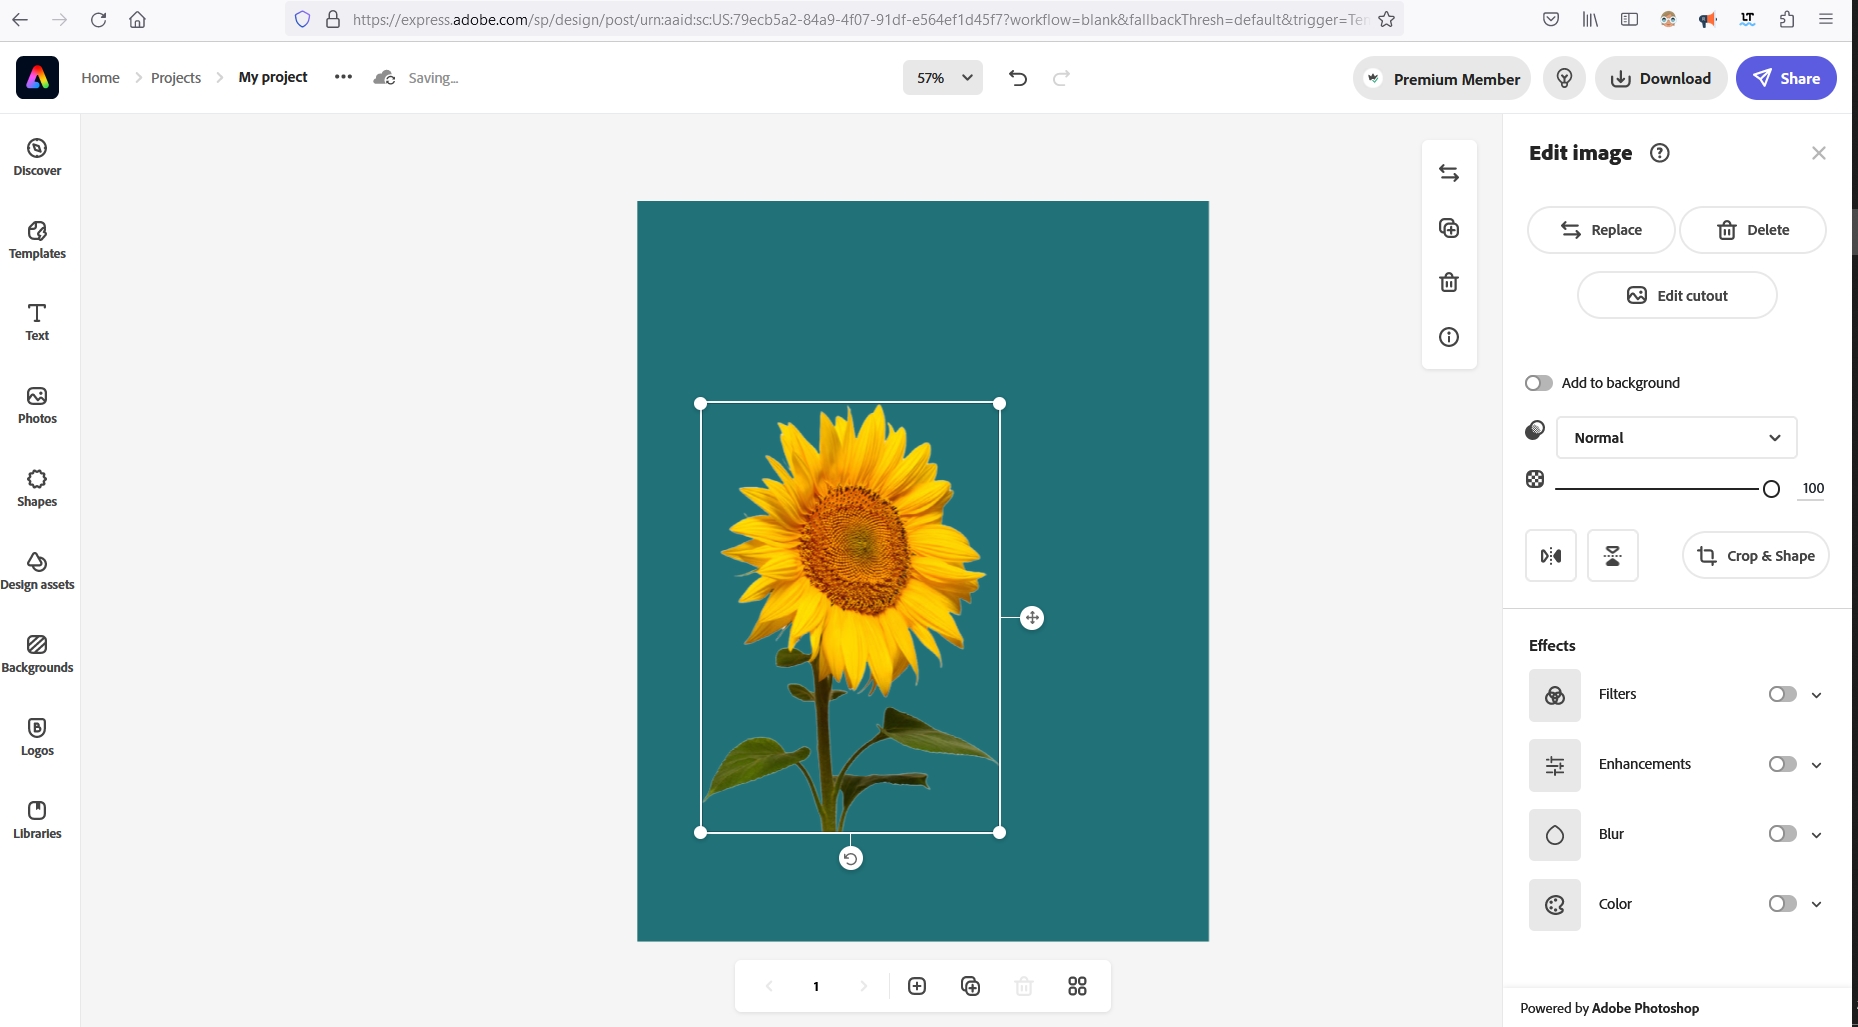 https://express.adobe.com/sp/design/post/urn:aaid:sc:US:79ecb5a2-84a9-4f07-91df-e564ef1d45f7?workflow=blank&fallbackThresh=default&trigger=Ter
LT
Home
Projects
My project
Saving...
57%
Premium Member
Download
Share
Discover
Templates
Text
Photos
Shapes
Design assets
Backgrounds
B
Logos
Libraries
Edit image
Replace
Delete
Edit cutout
Add to background
Normal
100
Crop & Shape
Effects
Filters
Enhancements
Blur
Color
1
Powered by Adobe Photoshop